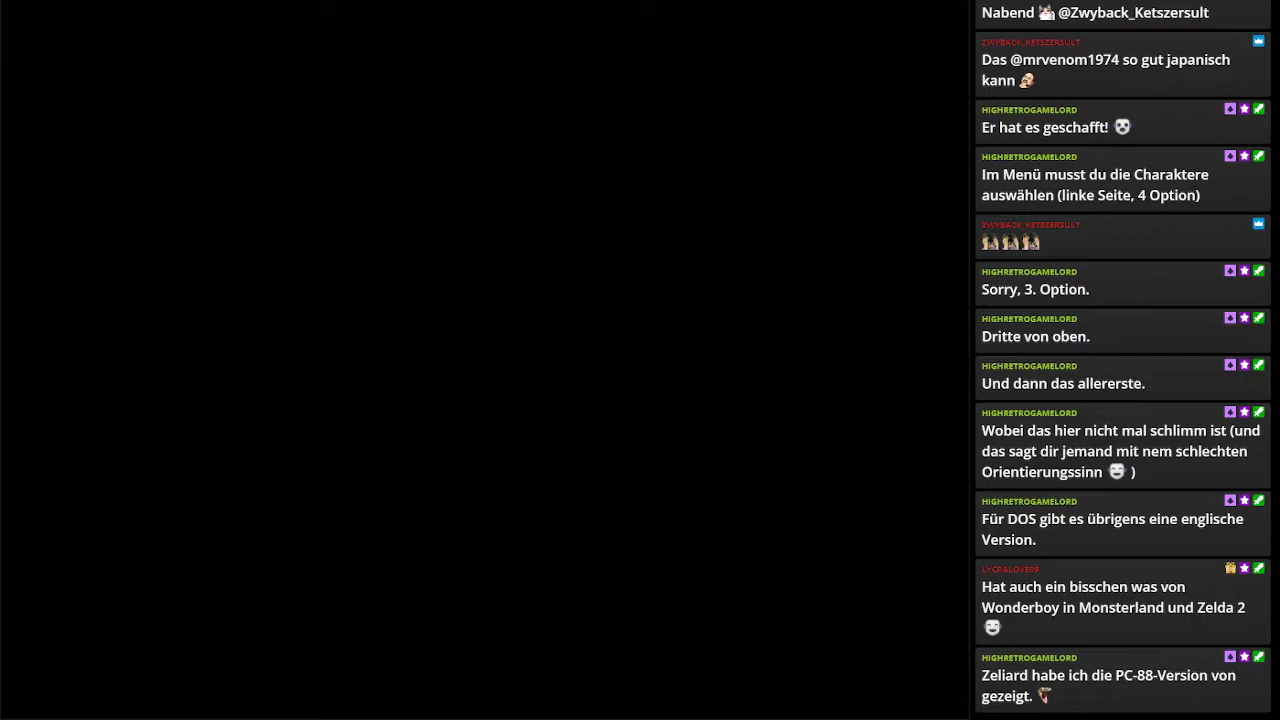 Nabend @Zwyback_Ketszersult
ZWYBACK_KETSZERSULT
Das @mrvenom1974 so gut japanisch
kann
HIGHRETROGAMELORD
Er hat es geschafft!
HIGHRETROGAMELORD
Im Menü musst du die Charaktere
auswählen (linke Seite, 4 Option)
ZWYBACK_KETSZERSULT
HIGHRETROGAMELORD
Sorry, 3. Option.
HIGHRETROGAMELORD
Dritte von oben.
HIGHRETROGAMELORD
Und dann das allererste.
HIGHRETROGAMELORD
Wobei das hier nicht mal schlimm ist (und
das sagt dir jemand mit nem schlechten
Orientierungssinn )
HIGHRETROGAMELORD
Für DOS gibt es übrigens eine englische
Version.
Hat auch ein bisschen was von
Wonderboy in Monsterland und Zelda 2
HIGHRETROGAMELORD
Zeliard habe ich die PC-88-Version von
gezeigt.